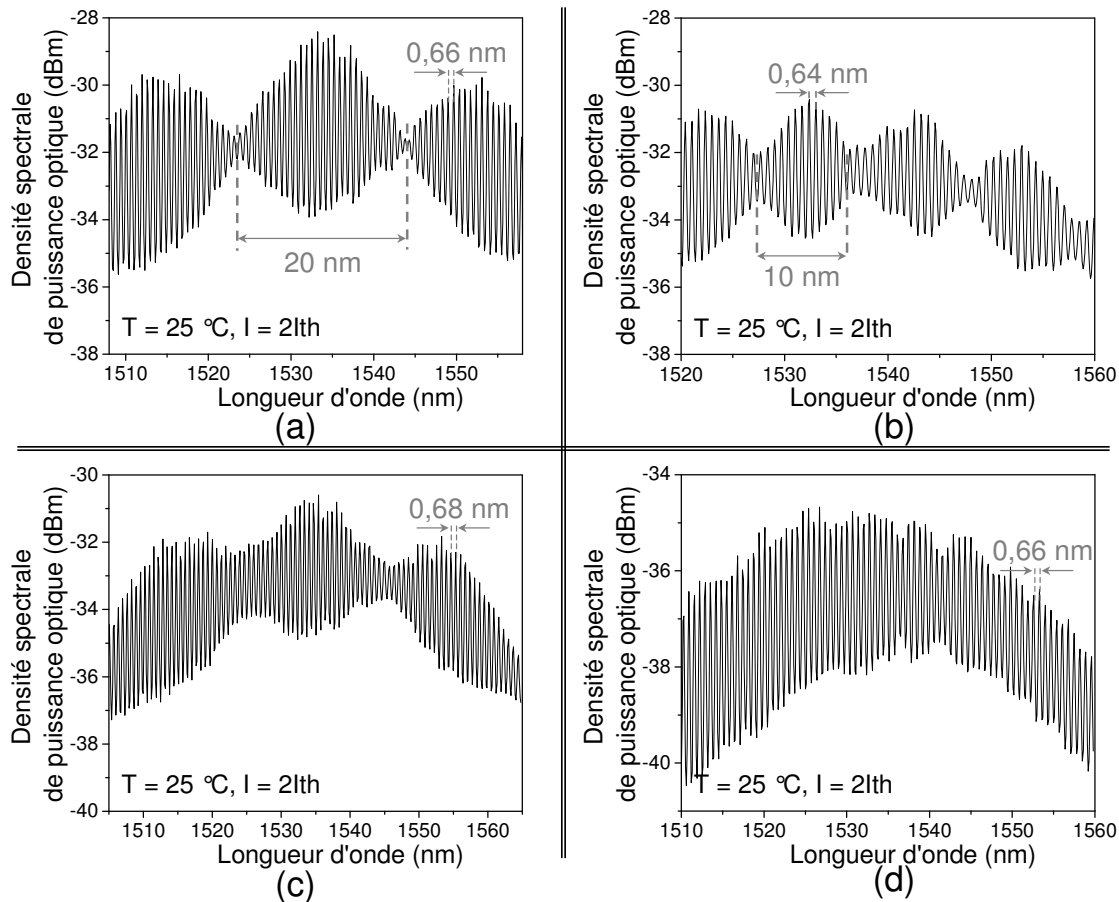 Densité spectrale
de puissance optique (dBm)
-28
-30
-32
-34
-36
-38
0,66 nm
20 nm
T = 25 °C, I = 2Ith
1510 1520 1530 1540 1550
Longueur d'onde (nm)
(a)
Densité spectrale
de puissance optique (dBm)
-28
-30
-32
-34
-36
-38
0,64 nm
10 nm
T = 25 °C, I = 2Ith
1520 1530 1540 1550 1560
Longueur d'onde (nm)
(b)
Densité spectrale
de puissance optique (dBm)
-30
-32
-34
-36
-38
-40
0,68 nm
T = 25 °C, I = 2Ith
1510 1520 1530 1540 1550 1560
Longueur d'onde (nm)
(c)
Densité spectrale
de puissance optique (dBm)
-34
-36
-38
-40
0,66 nm
T = 25 °C, I = 2Ith
1510 1520 1530 1540 1550 1560
Longueur d'onde (nm)
(d)